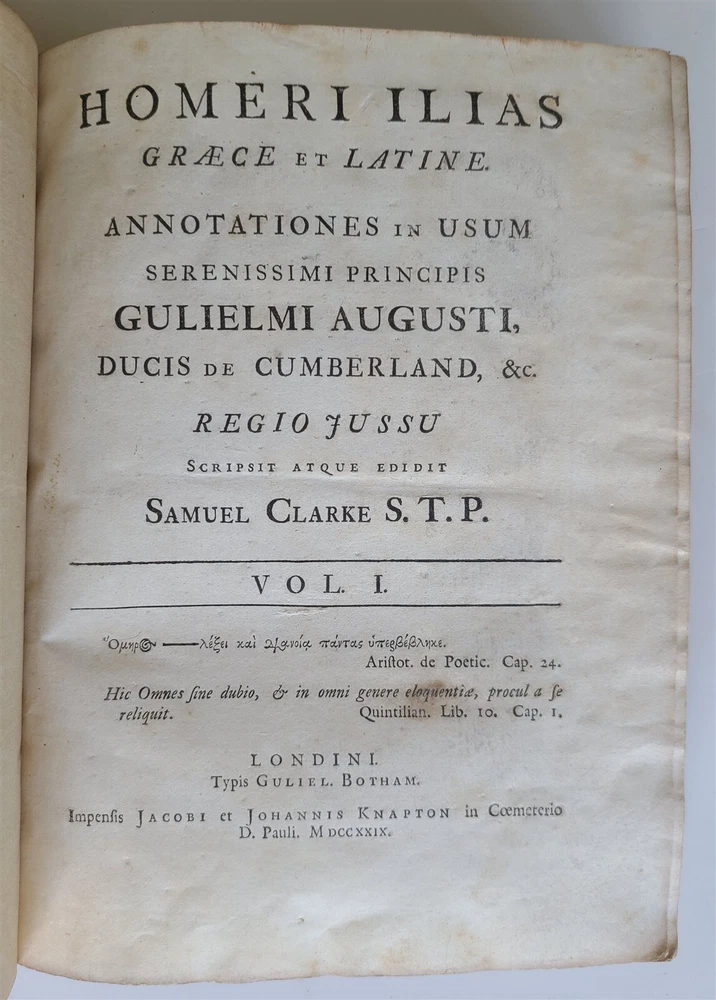 HOMERI ILIAS
GRÆCE ET LATINE.
ANNOTATIONES IN USUM
SERENISSIMI PRINCIPIS
GULIELMI AUGUSTI,
DUCIS DE CUMBERLAND, &c.
REGIO JUSSU
SCRIPSIT ATQUE EDIDIT
SAMUEL CLARKE S. T. P.
VOL. I.
Ὅμηρος —— λέξει καὶ διανοίᾳ πάντας ὑπερβέβληκε.
Ariſtot. de Poetic. Cap. 24.
Hic Omnes ſine dubio, & in omni genere eloquentiæ, procul a ſe
reliquit. Quintilian. Lib. 10. Cap. 1.
LONDINI.
Typis GULIEL. BOTHAM.
Impenſis JACOBI et JOHANNIS KNAPTON in Cœmeterio
D. Pauli. MDCCXXIX.